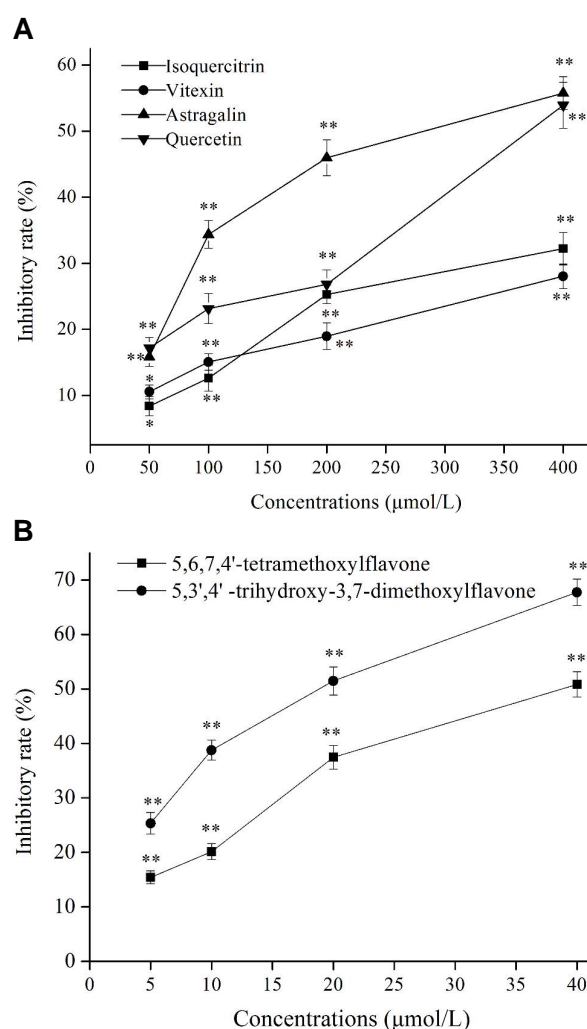 A
Isoquercitrin
Vitexin
Astragalin
Quercetin
Inhibitory rate (%)
60
50
40
30
20
10
** ** ** **
** ** ** **
** ** ** **
* ** ** **
* **
0 50 100 150 200 250 300 350 400
Concentrations (μmol/L)
B
5,6,7,4'-tetramethoxylflavone
5,3',4' -trihydroxy-3,7-dimethoxylflavone
Inhibitory rate (%)
70
60
50
40
30
20
10
0
** ** ** **
** ** ** **
0 5 10 15 20 25 30 35 40
Concentrations (μmol/L)